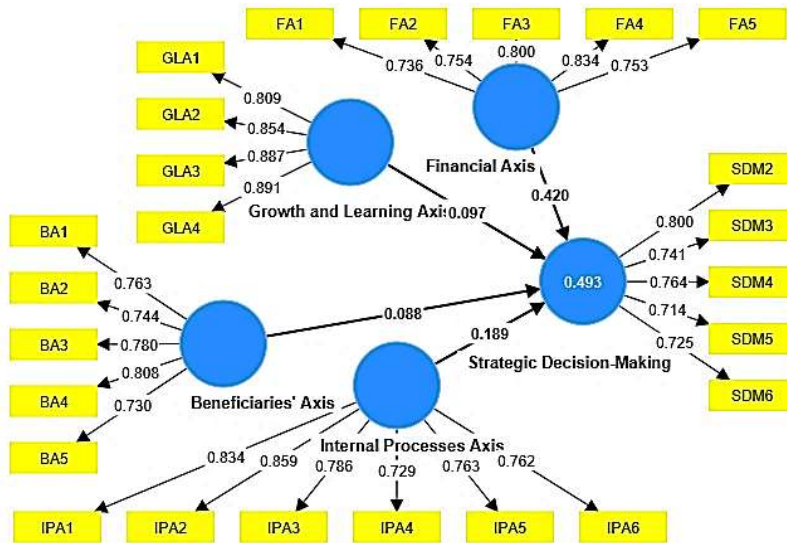 FA1
FA2
FA3
FA4
FA5
0.736
0.754
0.800
0.834
0.753
GLA1
GLA2
GLA3
GLA4
0.809
0.854
0.887
0.891
Financial Axis
Growth and Learning Axis
0.420
0.097
SDM2
SDM3
SDM4
SDM5
SDM6
0.800
0.741
0.764
0.714
0.725
0.493
Strategic Decision-Making
BA1
BA2
BA3
BA4
BA5
0.763
0.744
0.780
0.808
0.730
0.088
0.189
Beneficiaries' Axis
Internal Processes Axis
0.834
0.859
0.786
0.729
0.763
0.762
IPA1
IPA2
IPA3
IPA4
IPA5
IPA6